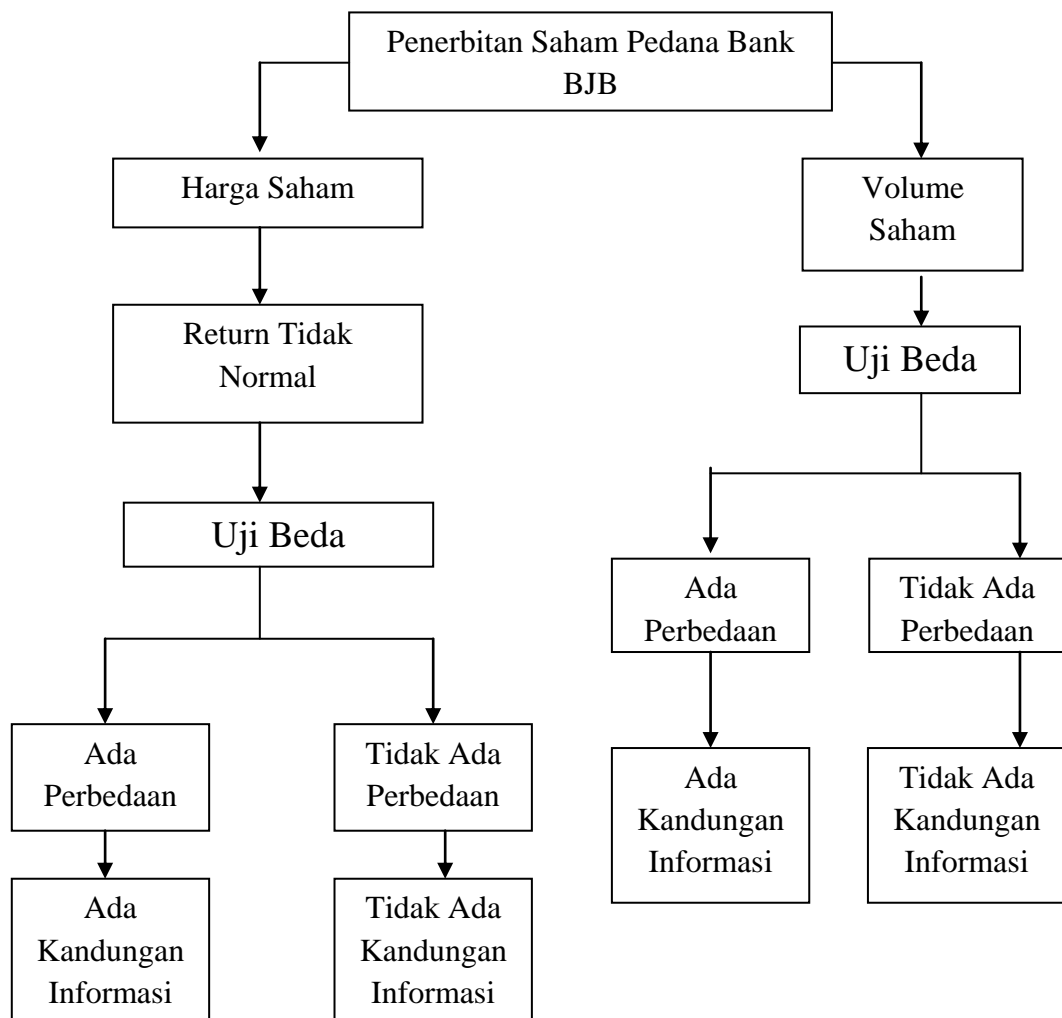 Penerbitan Saham Pedana Bank
BJB
Harga Saham
Volume
Saham
Return Tidak
Normal
Uji Beda
Uji Beda
Ada
Perbedaan
Tidak Ada
Perbedaan
Ada
Perbedaan
Tidak Ada
Perbedaan
Ada
Kandungan
Informasi
Tidak Ada
Kandungan
Informasi
Ada
Kandungan
Informasi
Tidak Ada
Kandungan
Informasi